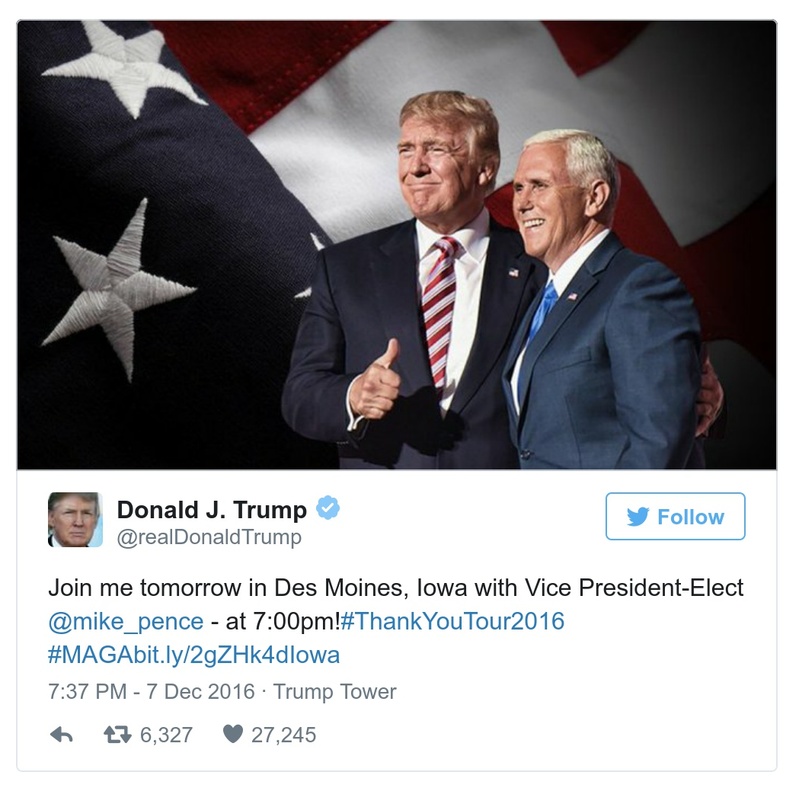 Donald J. Trump
@realDonaldTrump
Follow
Join me tomorrow in Des Moines, Iowa with Vice President-Elect
@mike_pence - at 7:00pm!#ThankYouTour2016
#MAGAbit.ly/2gZHk4dIowa
7:37 PM - 7 Dec 2016 · Trump Tower
6,327 27,245